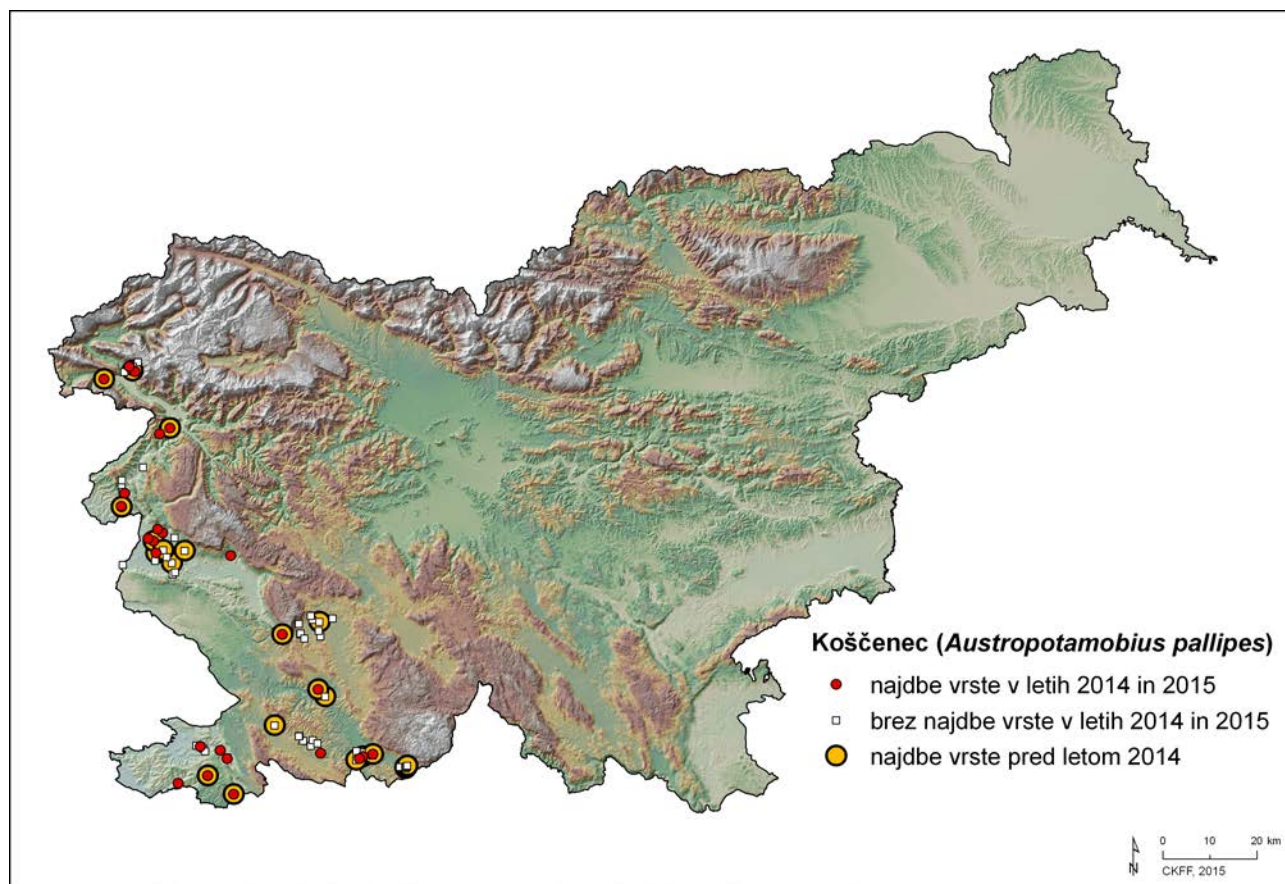 Koščenec (Austropotamobius pallipes)
najdbe vrste v letih 2014 in 2015
brez najdbe vrste v letih 2014 in 2015
najdbe vrste pred letom 2014
N
0 10 20 km
CKFF, 2015